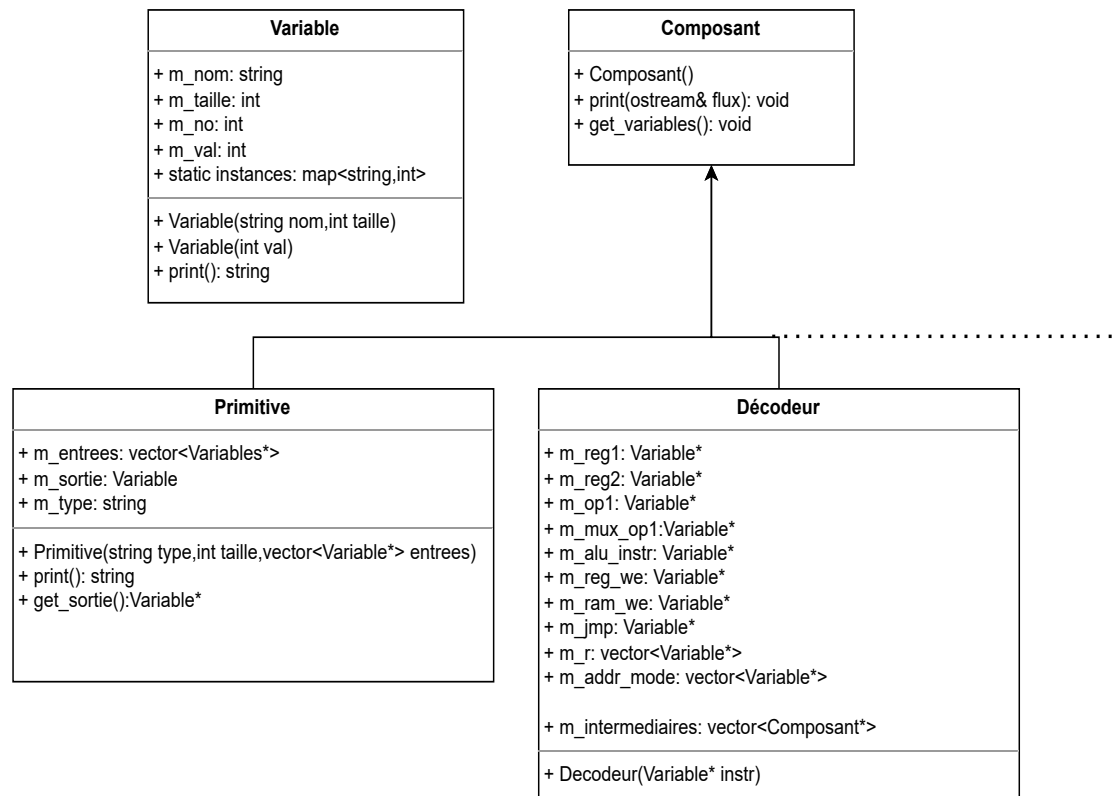 Variable
+ m_nom: string
+ m_taille: int
+ m_no: int
+ m_val: int
+ static instances: map<string,int>
+ Variable(string nom,int taille)
+ Variable(int val)
+ print(): string
Composant
+ Composant()
+ print(ostream& flux): void
+ get_variables(): void
Primitive
+ m_entrees: vector<Variables*>
+ m_sortie: Variable
+ m_type: string
+ Primitive(string type,int taille,vector<Variable*> entrees)
+ print(): string
+ get_sortie():Variable*
Décodeur
+ m_reg1: Variable*
+ m_reg2: Variable*
+ m_op1: Variable*
+ m_mux_op1:Variable*
+ m_alu_instr: Variable*
+ m_reg_we: Variable*
+ m_ram_we: Variable*
+ m_jmp: Variable*
+ m_r: vector<Variable*>
+ m_addr_mode: vector<Variable*>
+ m_intermediaires: vector<Composant*>
+ Decodeur(Variable* instr)